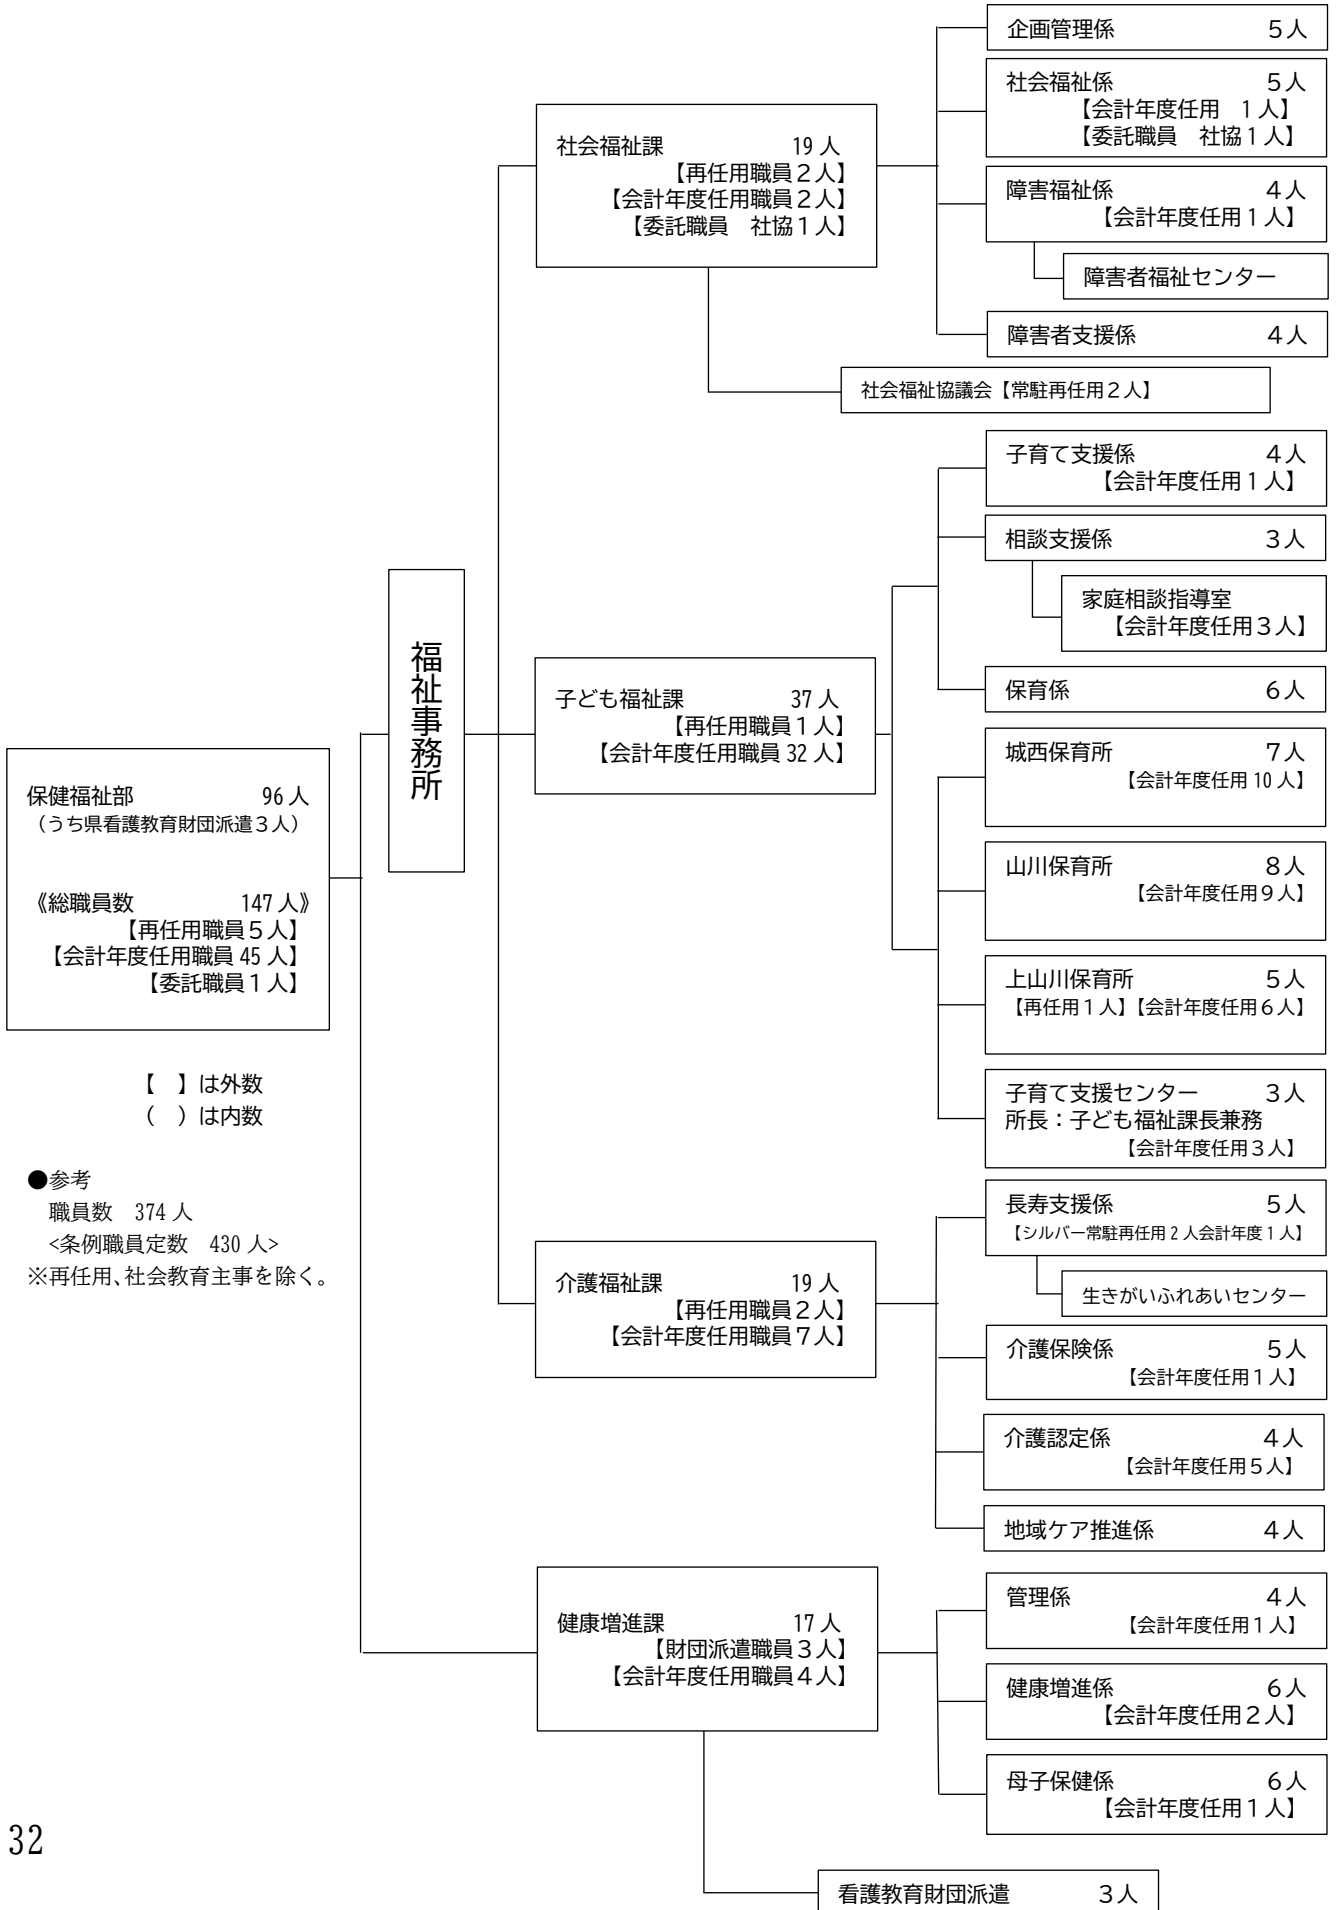 企画管理係 5人
社会福祉係 5人
【会計年度任用 1人】
【委託職員 社協1人】
社会福祉課 19人
【再任用職員2人】
【会計年度任用職員2人】
【委託職員 社協1人】
障害福祉係 4人
【会計年度任用1人】
障害者福祉センター
障害者支援係 4人
社会福祉協議会【常駐再任用2人】
子育て支援係 4人
【会計年度任用1人】
相談支援係 3人
家庭相談指導室
【会計年度任用3人】
福祉事務所
子ども福祉課 37人
【再任用職員1人】
【会計年度任用職員32人】
保育係 6人
城西保育所 7人
【会計年度任用10人】
保健福祉部 96人
(うち県看護教育財団派遣3人)
《総職員数 147人》
【再任用職員5人】
【会計年度任用職員45人】
【委託職員1人】
山川保育所 8人
【会計年度任用9人】
上山川保育所 5人
【再任用1人】【会計年度任用6人】
【 】は外数
( )は内数
子育て支援センター 3人
所長:子ども福祉課長兼務
【会計年度任用3人】
●参考
職員数 374人
<条例職員定数 430人>
※再任用、社会教育主事を除く。
長寿支援係 5人
【シルバー常駐再任用2人会計年度1人】
生きがいふれあいセンター
介護福祉課 19人
【再任用職員2人】
【会計年度任用職員7人】
介護保険係 5人
【会計年度任用1人】
介護認定係 4人
【会計年度任用5人】
地域ケア推進係 4人
健康増進課 17人
【財団派遣職員3人】
【会計年度任用職員4人】
管理係 4人
【会計年度任用1人】
健康増進係 6人
【会計年度任用2人】
母子保健係 6人
【会計年度任用1人】
看護教育財団派遣 3人
32